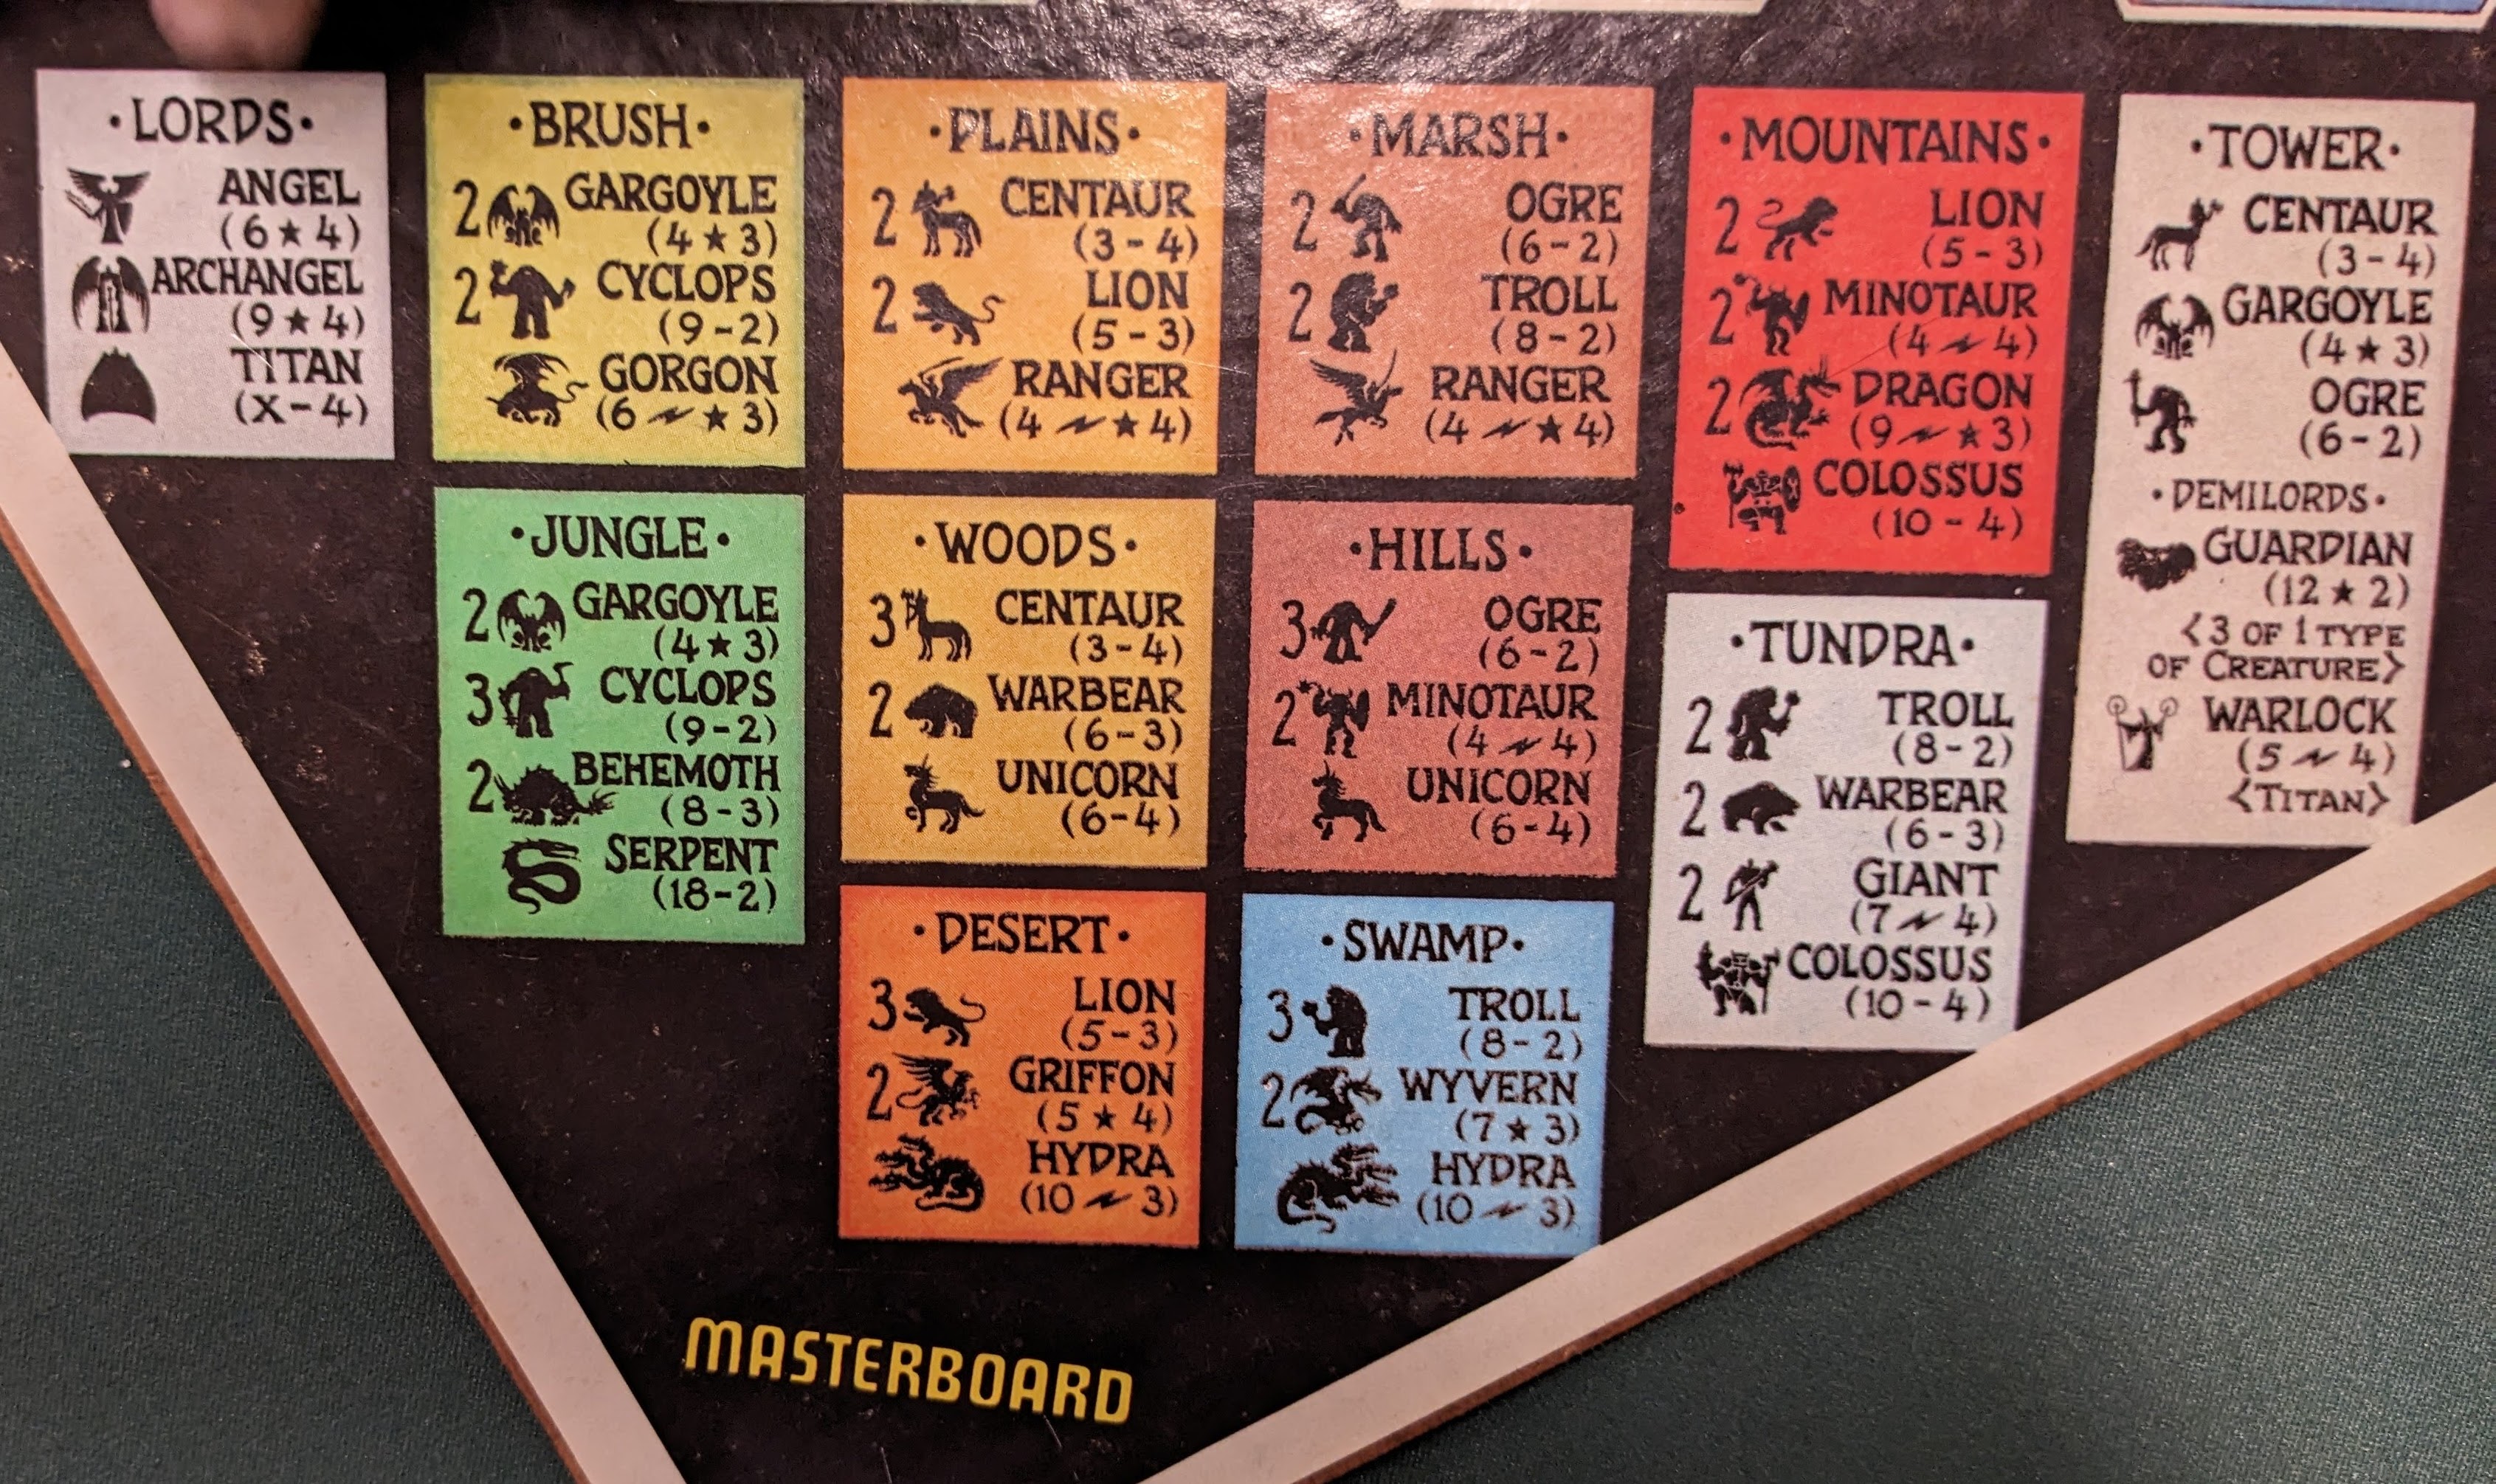 ·LORDS·
ANGEL
(6★4)
ARCHANGEL
(9★4)
TITAN
(X-4)
·BRUSH·
2 GARGOYLE
(4★3)
2 CYCLOPS
(9-2)
GORGON
(6 ⚡ ★ 3)
·PLAINS·
2 CENTAUR
(3-4)
2 LION
(5-3)
RANGER
(4 ⚡ ★ 4)
·MARSH·
2 OGRE
(6-2)
2 TROLL
(8-2)
RANGER
(4 ⚡ ★ 4)
·MOUNTAINS·
2 LION
(5-3)
2 MINOTAUR
(4 ⚡ 4)
2 DRAGON
(9 ⚡ ★ 3)
COLOSSUS
(10-4)
·TOWER·
CENTAUR
(3-4)
GARGOYLE
(4★3)
OGRE
(6-2)
·DEMILORDS·
GUARDIAN
(12★2)
<3 OF 1 TYPE
OF CREATURE>
WARLOCK
(5 ⚡ 4)
<TITAN>
·JUNGLE·
2 GARGOYLE
(4★3)
3 CYCLOPS
(9-2)
2 BEHEMOTH
(8-3)
SERPENT
(18-2)
·WOODS·
3 CENTAUR
(3-4)
2 WARBEAR
(6-3)
UNICORN
(6-4)
·HILLS·
3 OGRE
(6-2)
2 MINOTAUR
(4 ⚡ 4)
UNICORN
(6-4)
·TUNDRA·
2 TROLL
(8-2)
2 WARBEAR
(6-3)
2 GIANT
(7 ⚡ 4)
COLOSSUS
(10-4)
·DESERT·
3 LION
(5-3)
2 GRIFFON
(5★4)
HYDRA
(10 ⚡ 3)
·SWAMP·
3 TROLL
(8-2)
2 WYVERN
(7★3)
HYDRA
(10 ⚡ 3)
MASTERBOARD